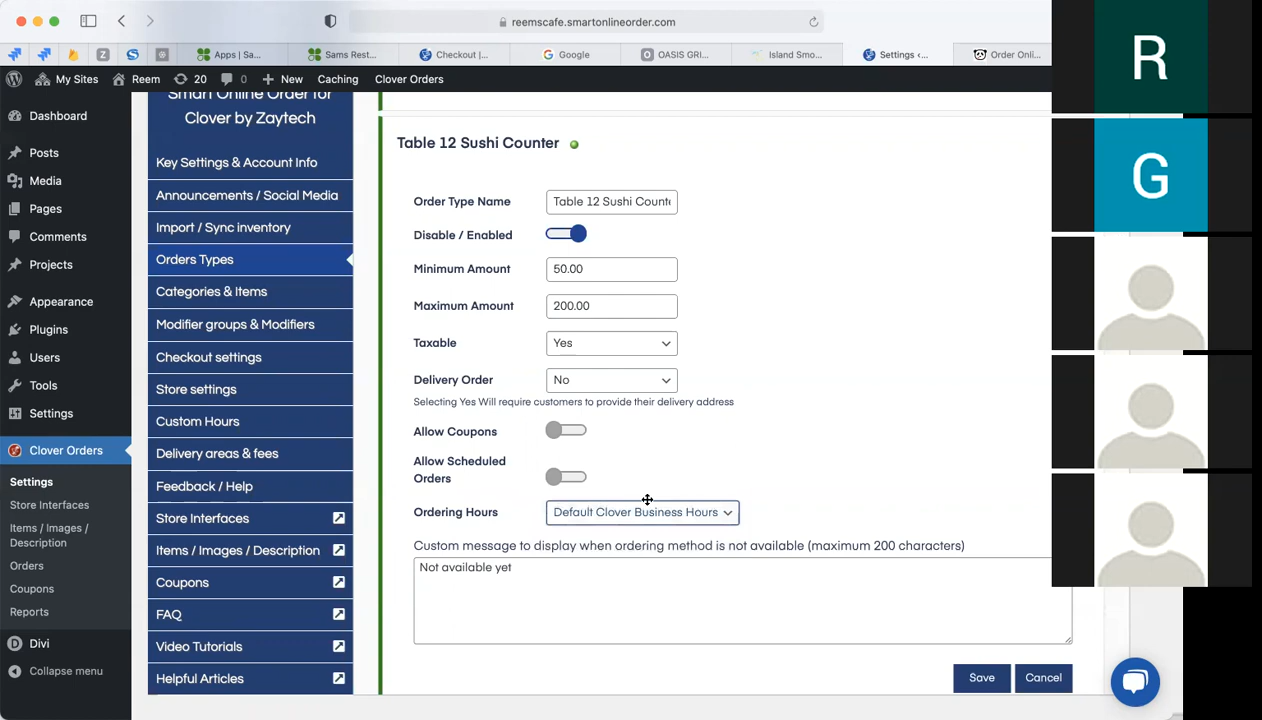 reemscafe.smartonlineorder.com
Apps | Sa...
Sams Rest...
Checkout |...
Google
OASIS GRI...
Island Smo...
Settings ‹...
Order Onli...
My Sites
Reem
20
0
New
Caching
Clover Orders
R
G
Dashboard
Posts
Media
Pages
Comments
Projects
Appearance
Plugins
Users
Tools
Settings
Clover Orders
Settings
Store Interfaces
Items / Images /
Description
Orders
Coupons
Reports
Divi
Collapse menu
Smart Online Order for
Clover by Zaytech
Key Settings & Account Info
Announcements / Social Media
Import / Sync inventory
Orders Types
Categories & Items
Modifier groups & Modifiers
Checkout settings
Store settings
Custom Hours
Delivery areas & fees
Feedback / Help
Store Interfaces
Items / Images / Description
Coupons
FAQ
Video Tutorials
Helpful Articles
Table 12 Sushi Counter
Order Type Name
Table 12 Sushi Counte
Disable / Enabled
Minimum Amount
50.00
Maximum Amount
200.00
Taxable
Yes
Delivery Order
No
Selecting Yes Will require customers to provide their delivery address
Allow Coupons
Allow Scheduled
Orders
Ordering Hours
Default Clover Business Hours
Custom message to display when ordering method is not available (maximum 200 characters)
Not available yet
Save
Cancel